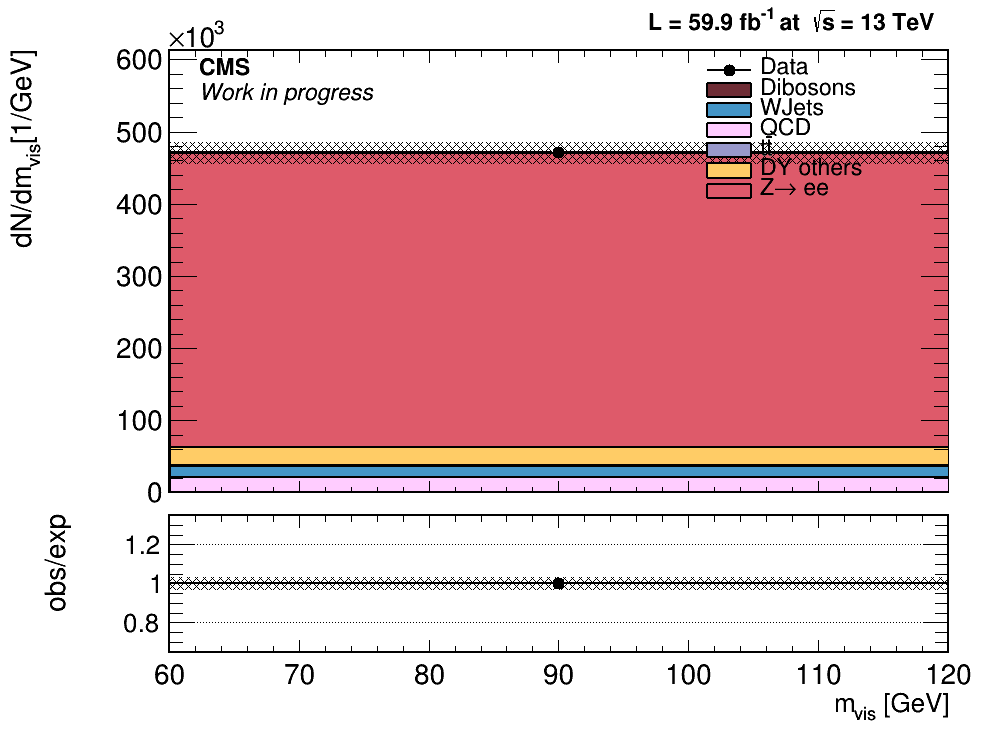 L = 59.9 fb⁻¹ at √s = 13 TeV
×10³
dN/dm_vis[1/GeV]
600
500
400
300
200
100
0
CMS
Work in progress
Data
Dibosons
WJets
QCD
tt̄
DY others
Z→ ee
obs/exp
1.2
1
0.8
60 70 80 90 100 110 120
m_vis [GeV]